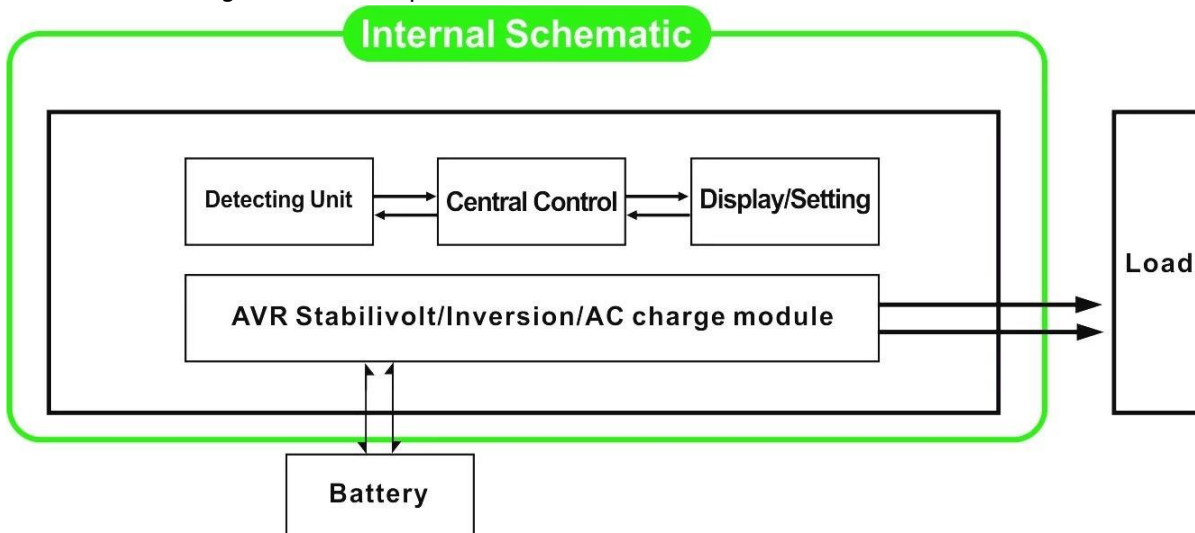 Internal Schematic
Detecting Unit
Central Control
Display/Setting
Load
AVR Stabilivolt/Inversion/AC charge module
Battery